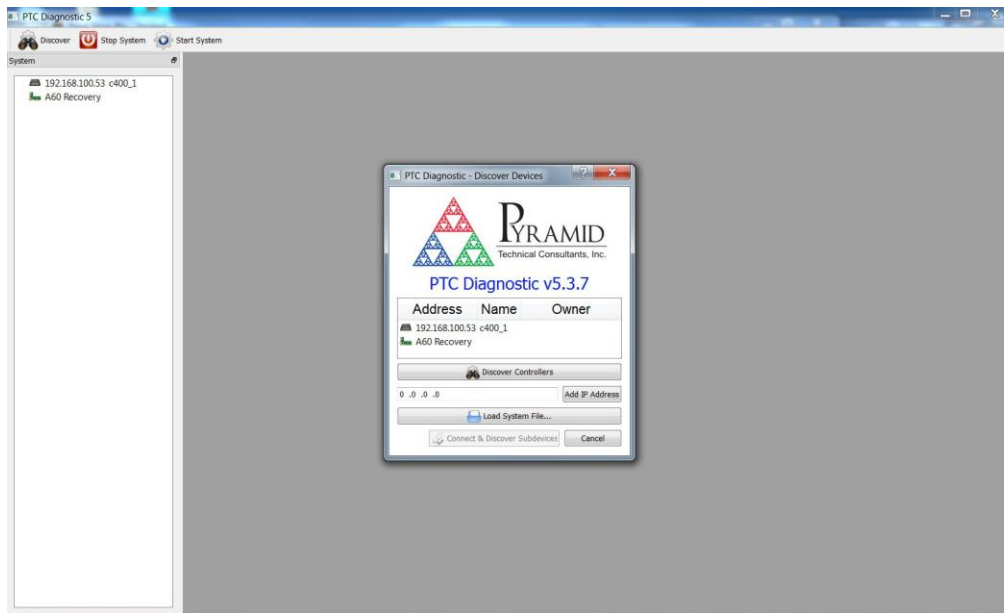 PTC Diagnostic 5
Discover Stop System Start System
System
192.168.100.53 c400_1
A60 Recovery
PTC Diagnostic - Discover Devices
PYRAMID
Technical Consultants, Inc.
PTC Diagnostic v5.3.7
Address Name Owner
192.168.100.53 c400_1
A60 Recovery
Discover Controllers
0 .0 .0 .0 Add IP Address
Load System File...
Connect & Discover Subdevices Cancel